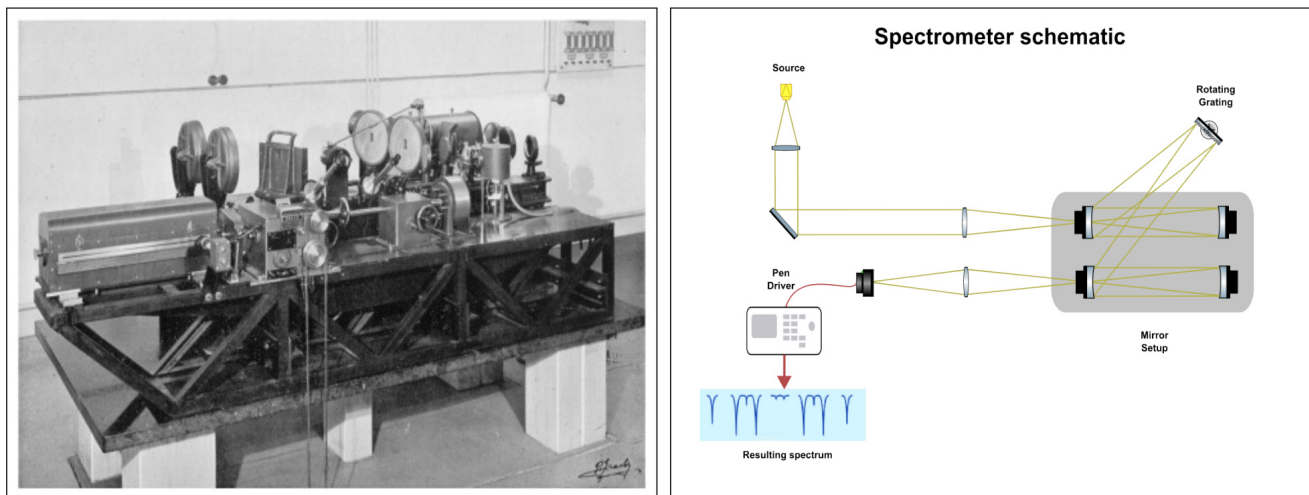 Spectrometer schematic
Source
Rotating
Grating
Pen
Driver
Mirror
Setup
Resulting spectrum